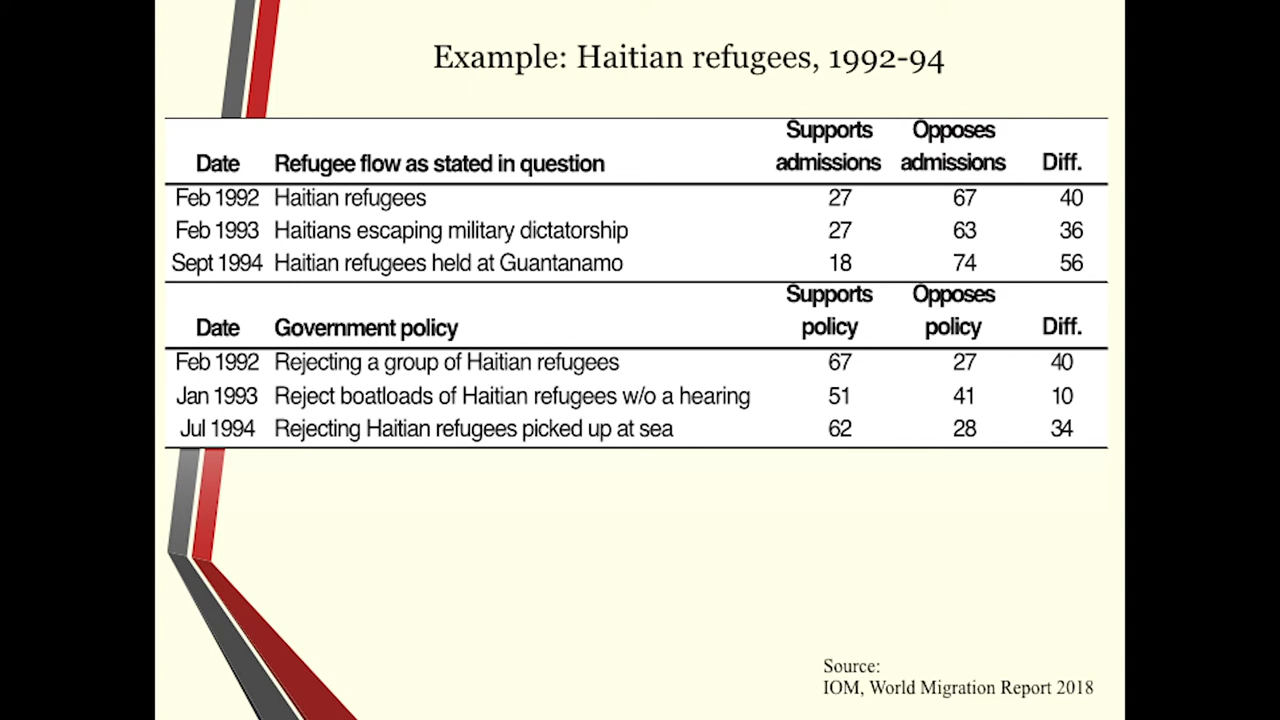 Example: Haitian refugees, 1992-94
Supports Opposes
Date Refugee flow as stated in question admissions admissions Diff.
Feb 1992 Haitian refugees 27 67 40
Feb 1993 Haitians escaping military dictatorship 27 63 36
Sept 1994 Haitian refugees held at Guantanamo 18 74 56
Supports Opposes
Date Government policy policy policy Diff.
Feb 1992 Rejecting a group of Haitian refugees 67 27 40
Jan 1993 Reject boatloads of Haitian refugees w/o a hearing 51 41 10
Jul 1994 Rejecting Haitian refugees picked up at sea 62 28 34
Source:
IOM, World Migration Report 2018